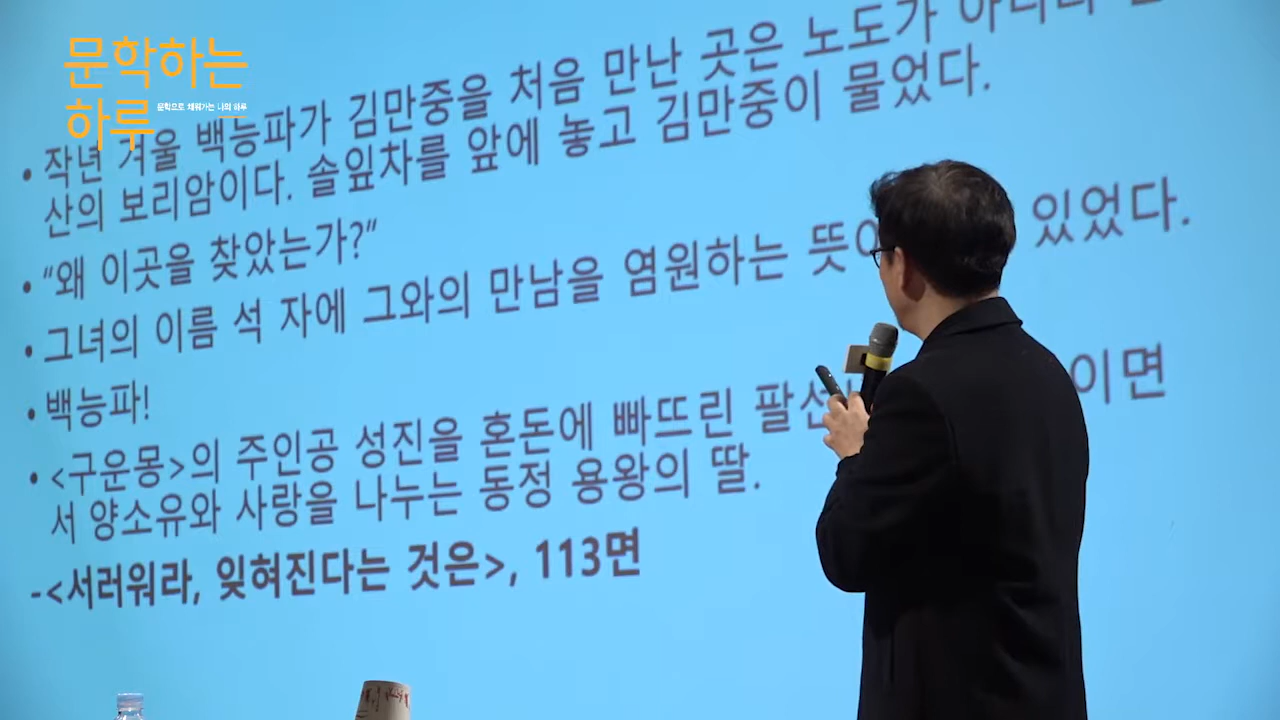 문학하는
하루
문학으로 채워가는 나의 하루
• 작년 겨울 백능파가 김만중을 처음 만난 곳은 노도가
산의 보리암이다. 솔잎차를 앞에 놓고 김만중이 물었다.
• “왜 이곳을 찾았는가?”
• 그녀의 이름 석 자에 그와의 만남을 염원하는 있었다.
• 백능파!
• <구운몽>의 주인공 성진을 혼돈에 빠뜨린 이면
서 양소유와 사랑을 나누는 동정 용왕의 딸.
-<서러워라, 잊혀진다는 것은>, 113면